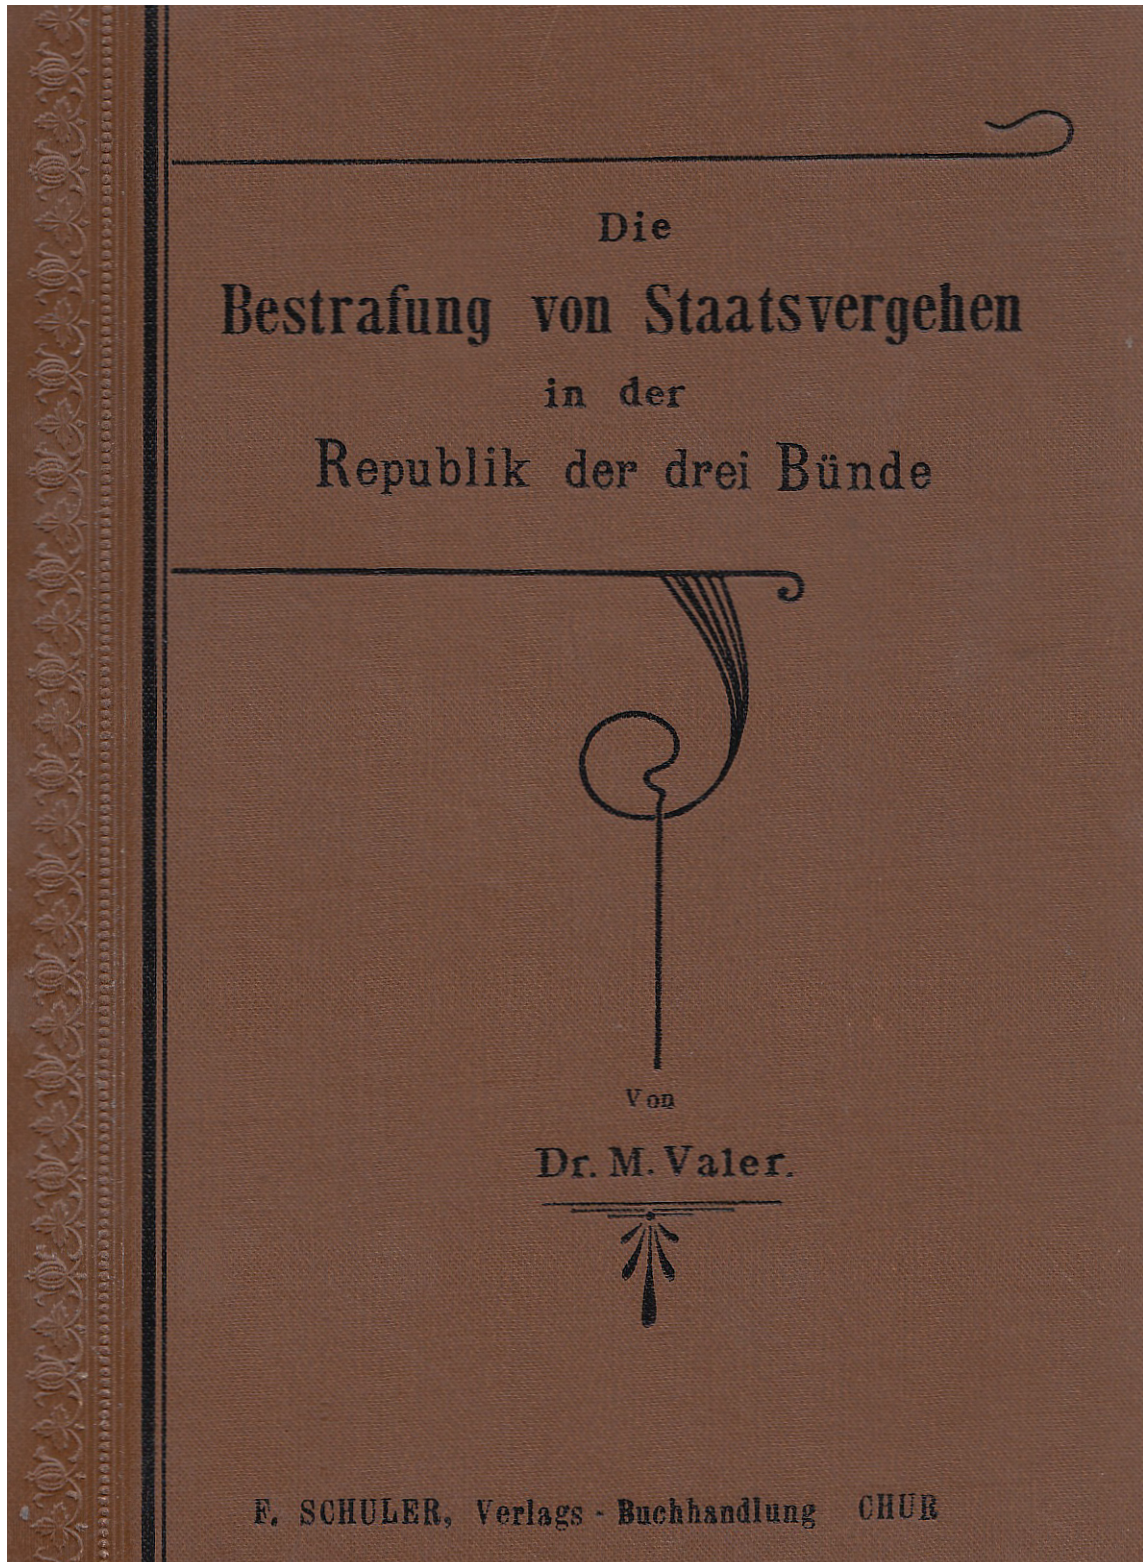 Die
Bestrafung von Staatsvergehen
in der
Republik der drei Bünde
Von
Dr. M. Valer.
F. SCHULER, Verlags-Buchhandlung CHUR